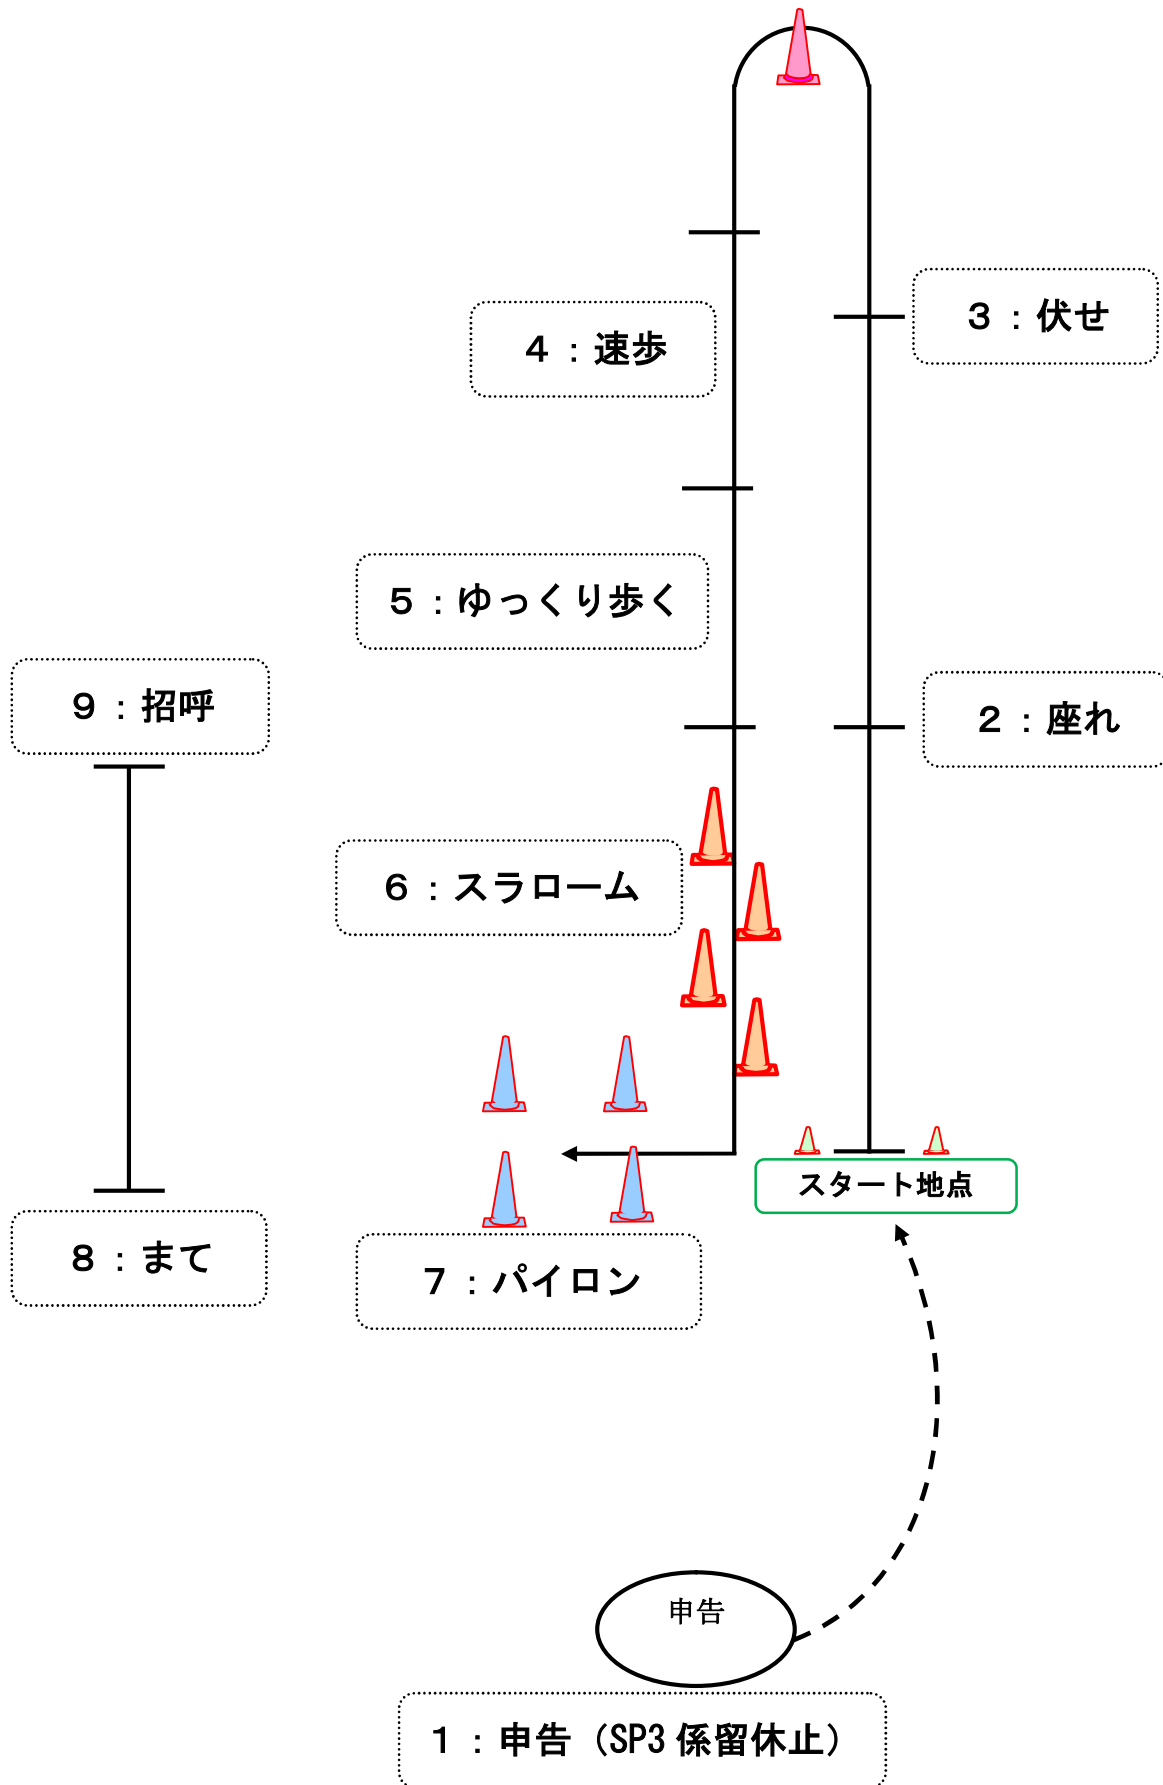 ３：伏せ
４：速歩
５：ゆっくり歩く
９：招呼
２：座れ
６：スラローム
スタート地点
８：まて
７：パイロン
申告
１：申告（SP3 係留休止）